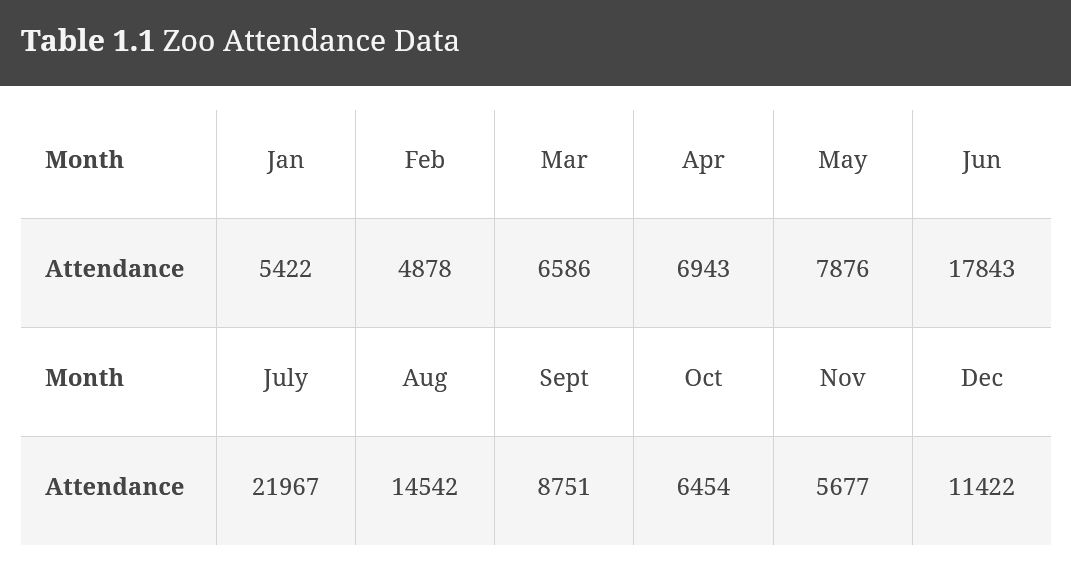 Table 1.1 Zoo Attendance Data
Month Jan Feb Mar Apr May Jun
Attendance 5422 4878 6586 6943 7876 17843
Month July Aug Sept Oct Nov Dec
Attendance 21967 14542 8751 6454 5677 11422